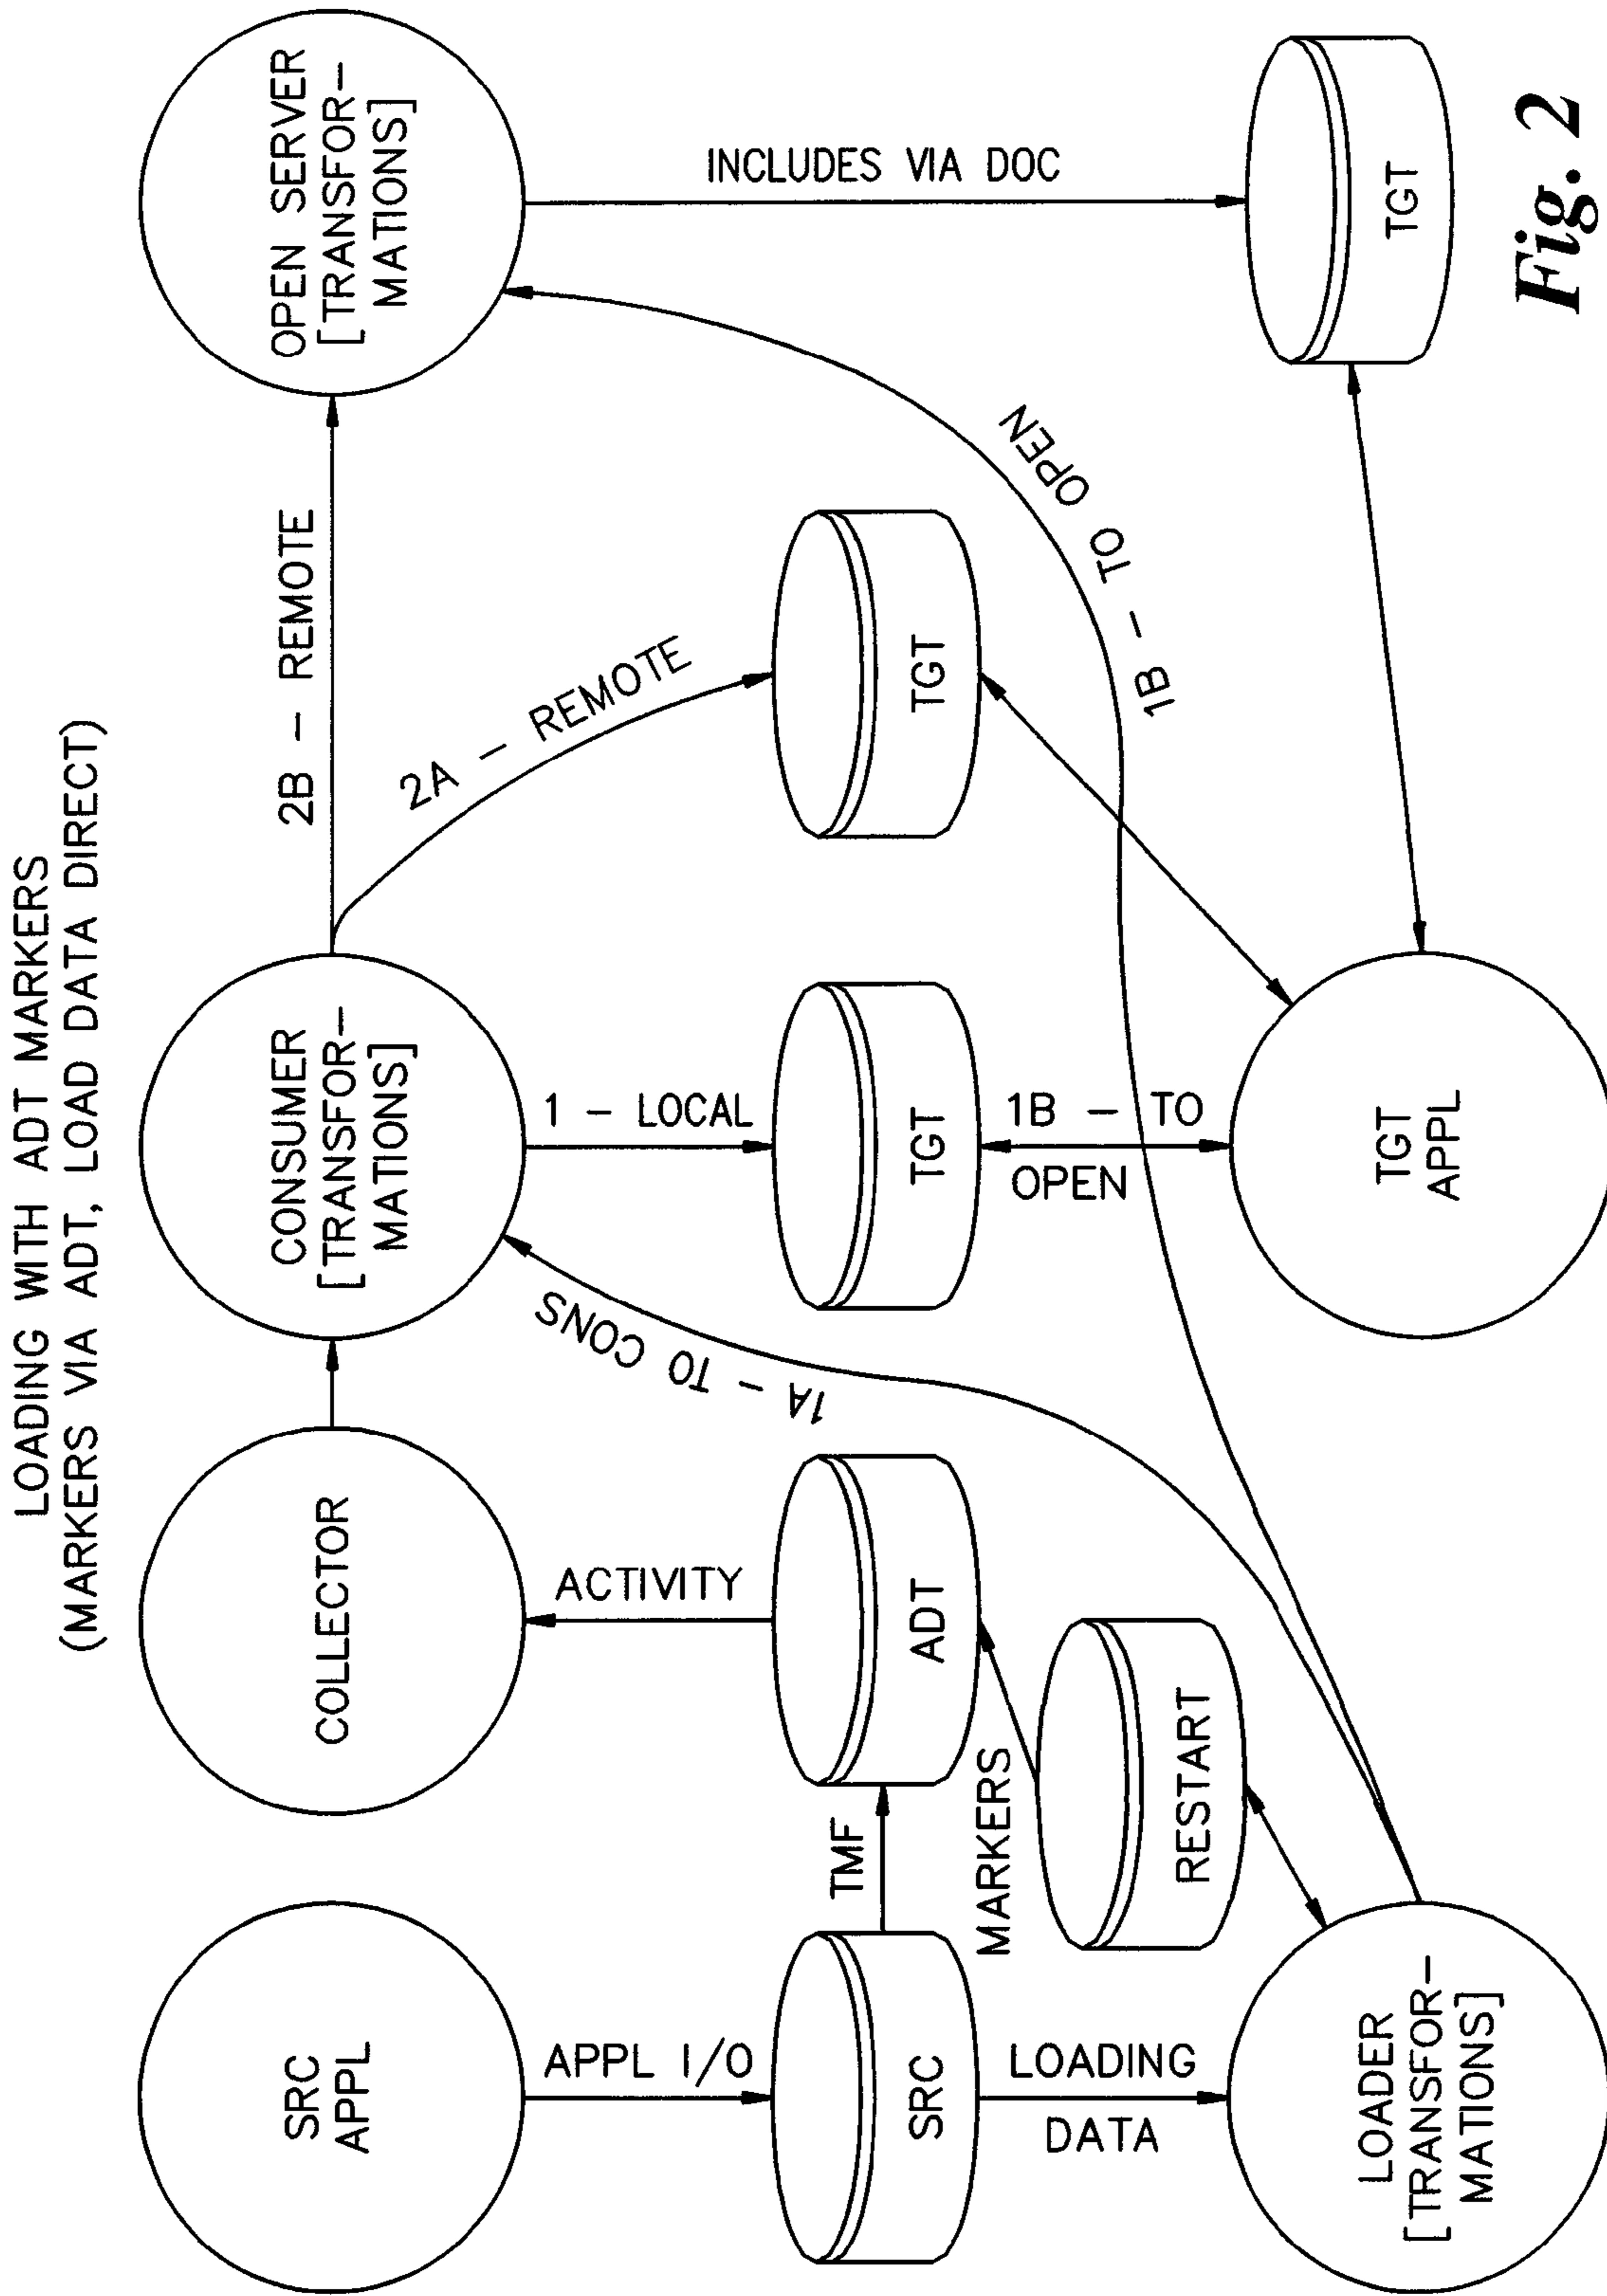 LOADING WITH ADT MARKERS
(MARKERS VIA ADT, LOAD DATA DIRECT)
SRC
APPL
COLLECTOR
CONSUMER
[TRANSFOR-
MATIONS]
2B - REMOTE
OPEN SERVER
[TRANSFOR-
MATIONS]
APPL I/O
ACTIVITY
1A - TO CONS
1 - LOCAL
2A - REMOTE
INCLUDES VIA DOC
SRC
TMF
ADT
TGT
TGT
LOADING
DATA
MARKERS
RESTART
1B - TO
OPEN
1B - TO OPEN
TGT
LOADER
[TRANSFOR-
MATIONS]
TGT
APPL
Fig. 2